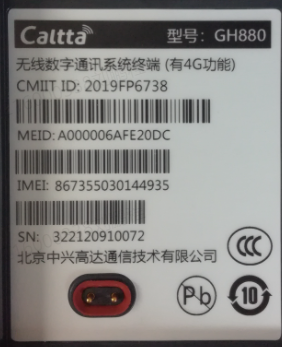 Caltta 型号: GH880
无线数字通讯系统终端 (有4G功能)
CMIIT ID: 2019FP6738
MEID: A000006AFE20DC
IMEI: 867355030144935
SN: 322120910072
北京中兴高达通信技术有限公司
CCC
Pb
10